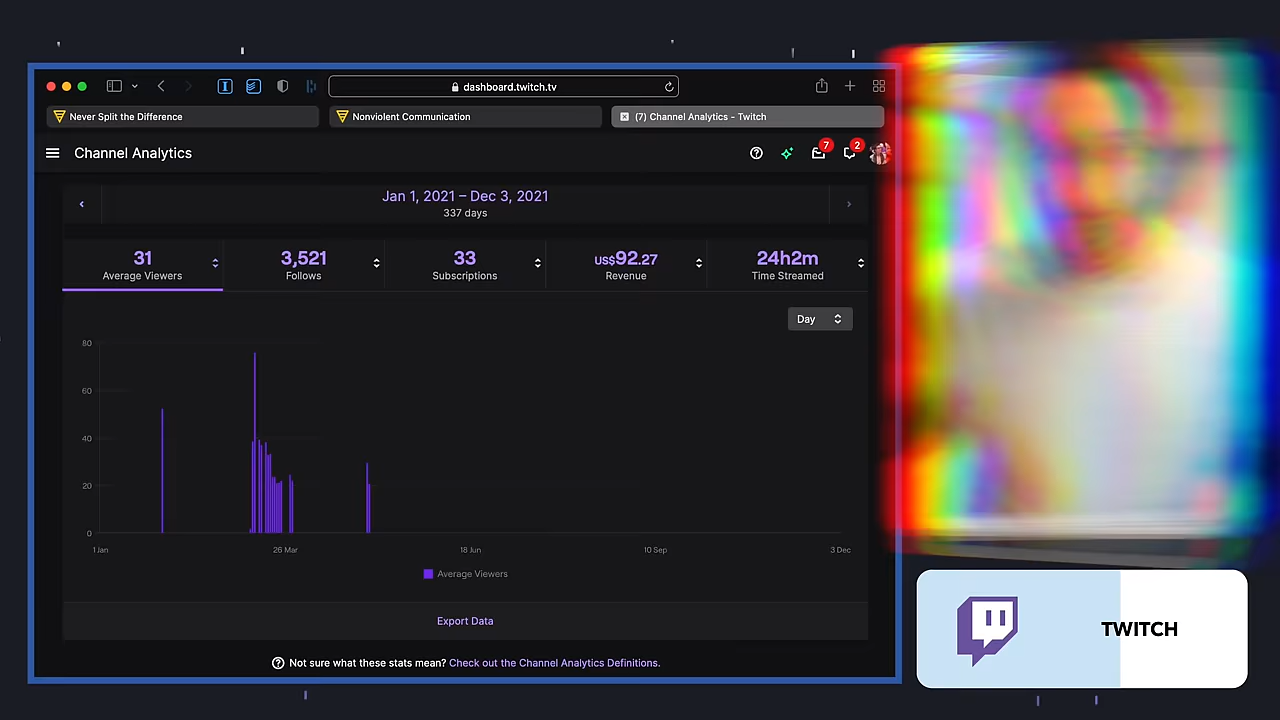 dashboard.twitch.tv
Never Split the Difference
Nonviolent Communication
(7) Channel Analytics - Twitch
Channel Analytics
7
2
Jan 1, 2021 – Dec 3, 2021
337 days
31
Average Viewers
3,521
Follows
33
Subscriptions
US$92.27
Revenue
24h2m
Time Streamed
Day
80
60
40
20
0
1 Jan
26 Mar
18 Jun
10 Sep
3 Dec
Average Viewers
Export Data
Not sure what these stats mean? Check out the Channel Analytics Definitions.
TWITCH